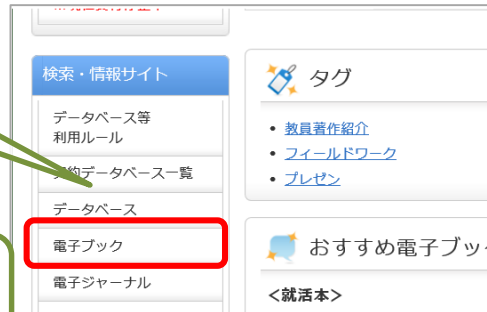 検索・情報サイト
データベース等
利用ルール
データベース一覧
データベース
電子ブック
電子ジャーナル
タグ
• 教員著作紹介
• フィールドワーク
• プレゼン
おすすめ電子ブッ
<就活本>